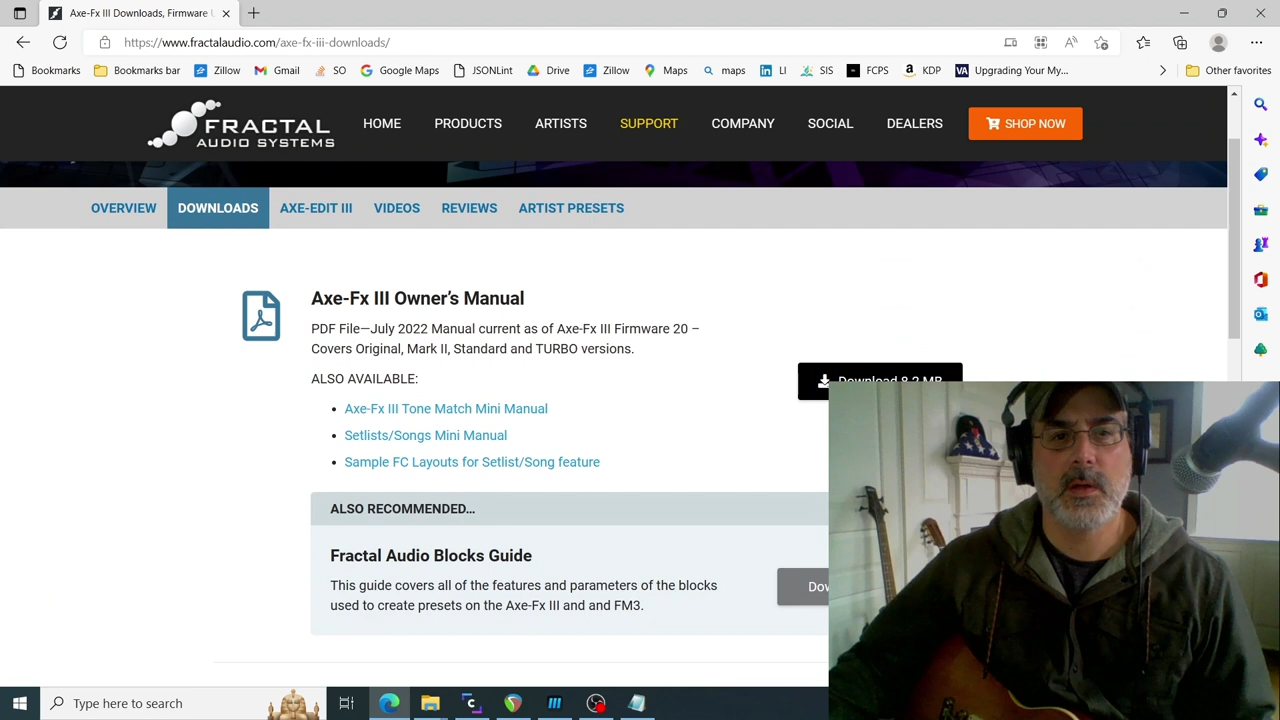 Axe-Fx III Downloads, Firmware
https://www.fractalaudio.com/axe-fx-iii-downloads/
Bookmarks Bookmarks bar Zillow Gmail SO Google Maps JSONLint Drive Zillow Maps maps LI SIS FCPS KDP Upgrading Your My... Other favorites
FRACTAL
AUDIO SYSTEMS
HOME PRODUCTS ARTISTS SUPPORT COMPANY SOCIAL DEALERS SHOP NOW
OVERVIEW DOWNLOADS AXE-EDIT III VIDEOS REVIEWS ARTIST PRESETS
Axe-Fx III Owner's Manual
PDF File—July 2022 Manual current as of Axe-Fx III Firmware 20 –
Covers Original, Mark II, Standard and TURBO versions.
Download 8.2 MB
ALSO AVAILABLE:
• Axe-Fx III Tone Match Mini Manual
• Setlists/Songs Mini Manual
• Sample FC Layouts for Setlist/Song feature
ALSO RECOMMENDED...
Fractal Audio Blocks Guide
This guide covers all of the features and parameters of the blocks
used to create presets on the Axe-Fx III and and FM3.
Type here to search